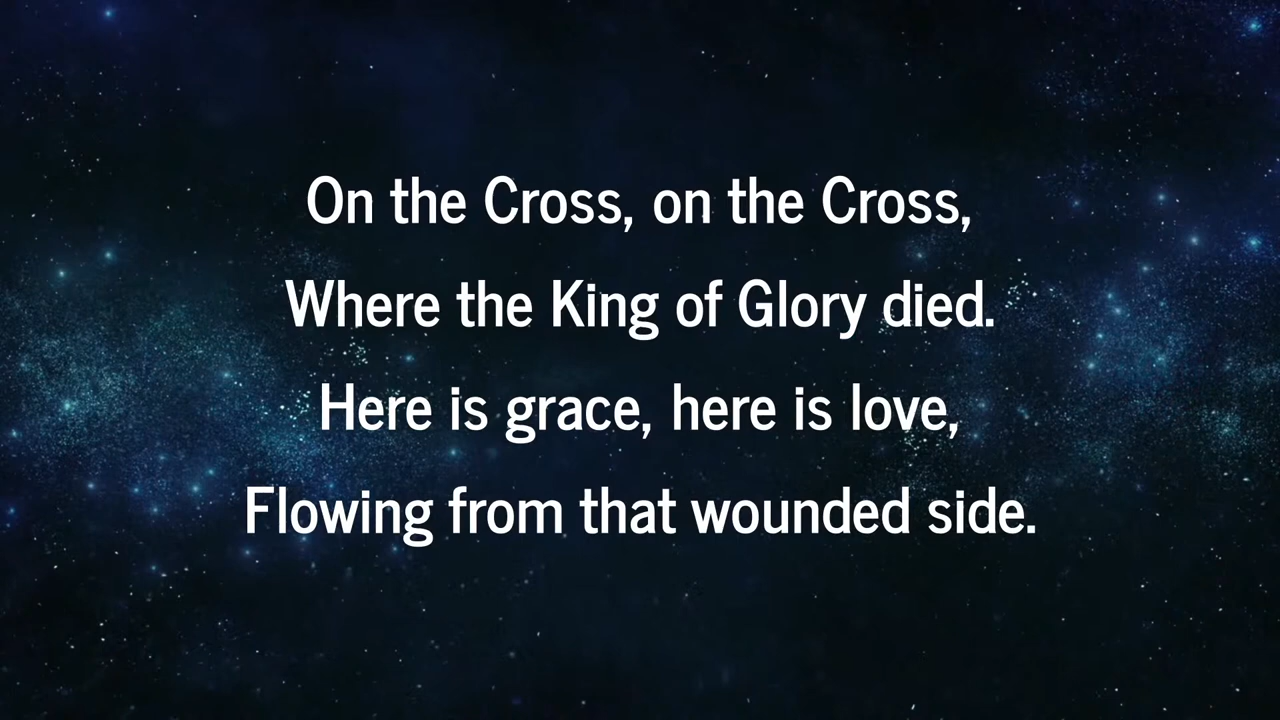 On the Cross, on the Cross,
Where the King of Glory died.
Here is grace, here is love,
Flowing from that wounded side.